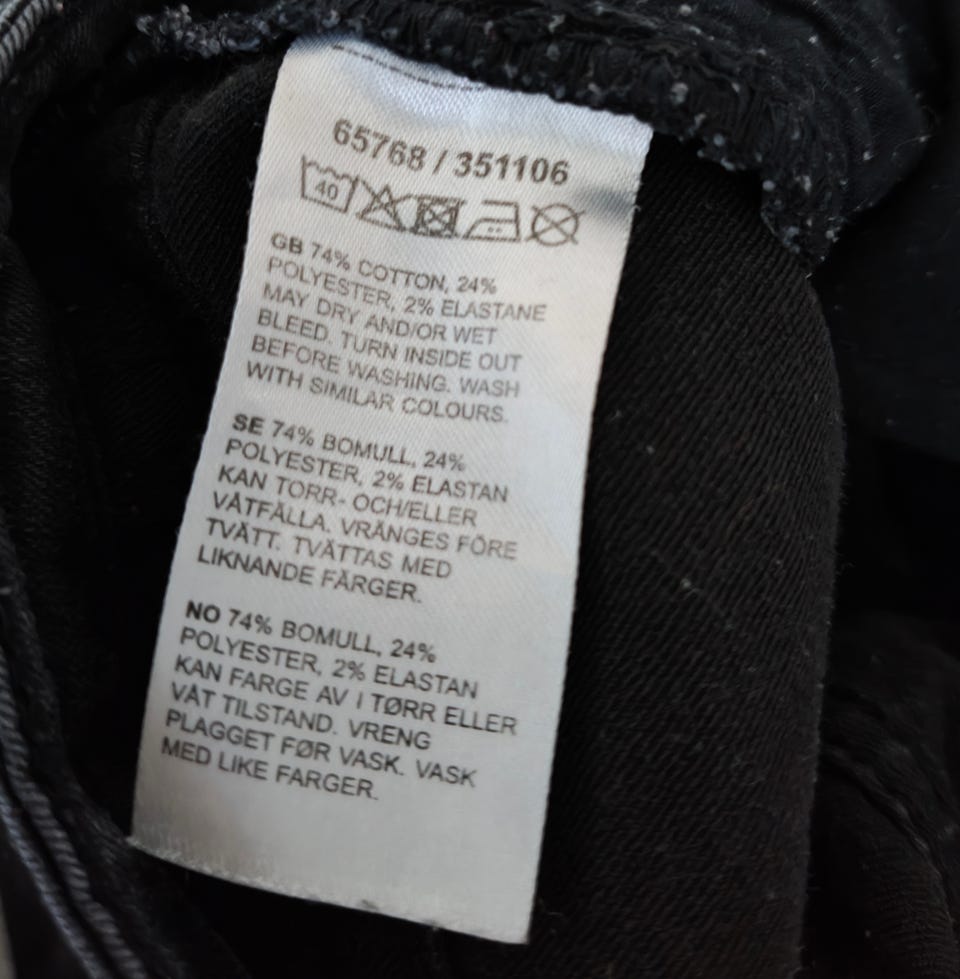 65768 / 351106
40
GB 74% COTTON, 24%
POLYESTER, 2% ELASTANE
MAY DRY AND/OR WET
BLEED. TURN INSIDE OUT
BEFORE WASHING. WASH
WITH SIMILAR COLOURS.
SE 74% BOMULL, 24%
POLYESTER, 2% ELASTAN
KAN TORR- OCH/ELLER
VÅTFÄLLA. VRÄNGES FÖRE
TVÄTT. TVÄTTAS MED
LIKNANDE FÄRGER.
NO 74% BOMULL, 24%
POLYESTER, 2% ELASTAN
KAN FARGE AV I TØRR ELLER
VÅT TILSTAND. VRENG
PLAGGET FØR VASK. VASK
MED LIKE FARGER.